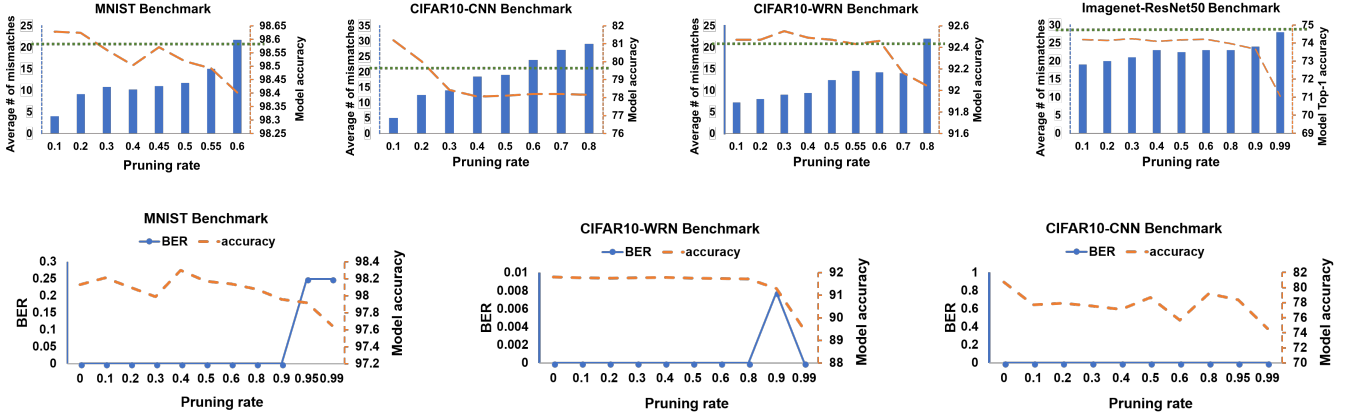 MNIST Benchmark
25
20
15
10
5
0
Average # of mismatches
98.65
98.6
98.55
98.5
98.45
98.4
98.35
98.3
98.25
Model accuracy
0.1 0.2 0.3 0.4 0.45 0.5 0.55 0.6
Pruning rate
CIFAR10-CNN Benchmark
35
30
25
20
15
10
5
0
Average # of mismatches
82
81
80
79
78
77
76
Model accuracy
0.1 0.2 0.3 0.4 0.5 0.6 0.7 0.8
Pruning rate
CIFAR10-WRN Benchmark
25
20
15
10
5
0
Average # of mismatches
92.6
92.4
92.2
92
91.8
91.6
Model accuracy
0.1 0.2 0.3 0.4 0.5 0.55 0.6 0.7 0.8
Pruning rate
Imagenet-ResNet50 Benchmark
30
25
20
15
10
5
0
Average # of mismatches
75
74
73
72
71
70
69
Model Top-1 accuracy
0.1 0.2 0.3 0.4 0.5 0.6 0.8 0.9 0.99
Pruning rate
MNIST Benchmark
BER accuracy
0.3
0.25
0.2
0.15
0.1
0.05
0
BER
98.4
98.2
98
97.8
97.6
97.4
97.2
Model accuracy
0 0.1 0.2 0.3 0.4 0.5 0.6 0.8 0.9 0.95 0.99
Pruning rate
CIFAR10-WRN Benchmark
BER accuracy
0.01
0.008
0.006
0.004
0.002
0
BER
92
91
90
89
88
Model accuracy
0 0.1 0.2 0.3 0.4 0.5 0.6 0.8 0.9 0.99
Pruning rate
CIFAR10-CNN Benchmark
BER accuracy
1
0.8
0.6
0.4
0.2
0
BER
82
80
78
76
74
72
70
Model accuracy
0 0.1 0.2 0.3 0.4 0.5 0.6 0.8 0.95 0.99
Pruning rate